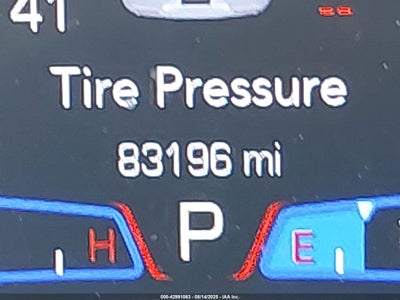 41
Tire Pressure
83196 mi
H P E
000-42991083 - 08/14/2025 - IAA Inc.